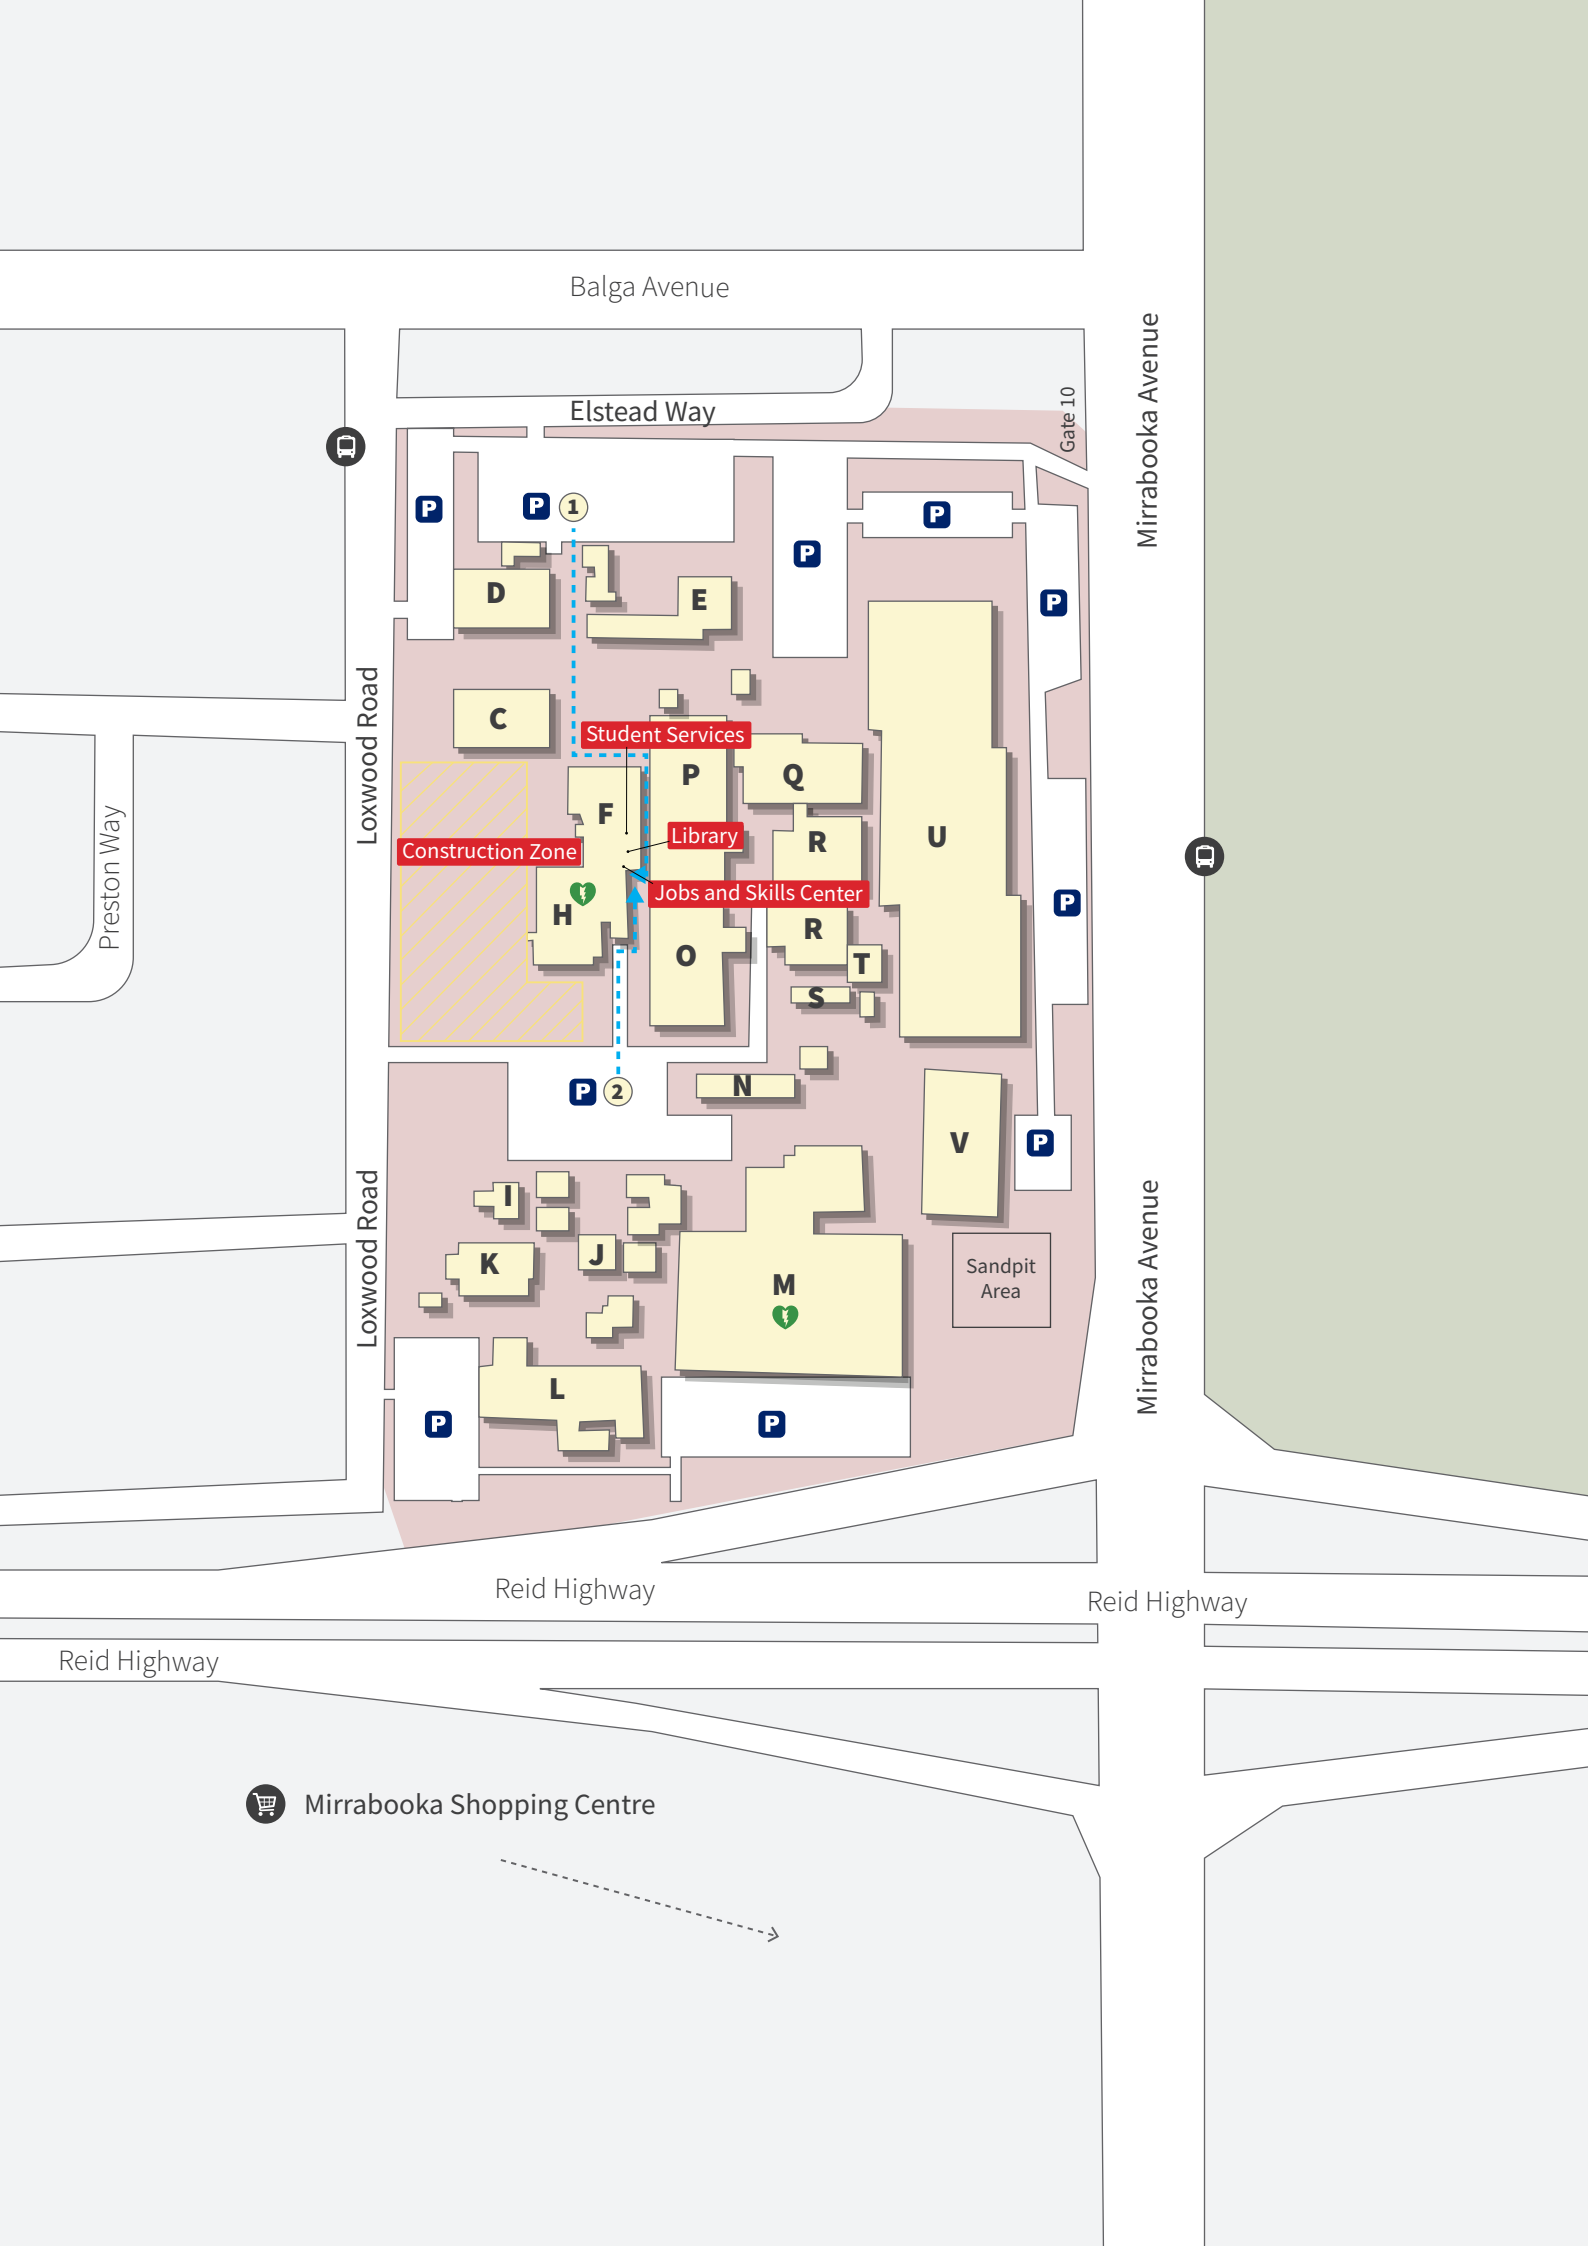 Balga Avenue
Mirrabooka Avenue
Gate 10
Elstead Way
P
P
1
P
P
P
D
E
Loxwood Road
C
Student Services
P
Q
F
Library
R
U
Construction Zone
Preston Way
Jobs and Skills Center
P
H
R
O
T
S
P
2
N
V
P
Loxwood Road
I
Mirrabooka Avenue
J
K
M
Sandpit
Area
L
P
P
Reid Highway
Reid Highway
Reid Highway
Mirrabooka Shopping Centre